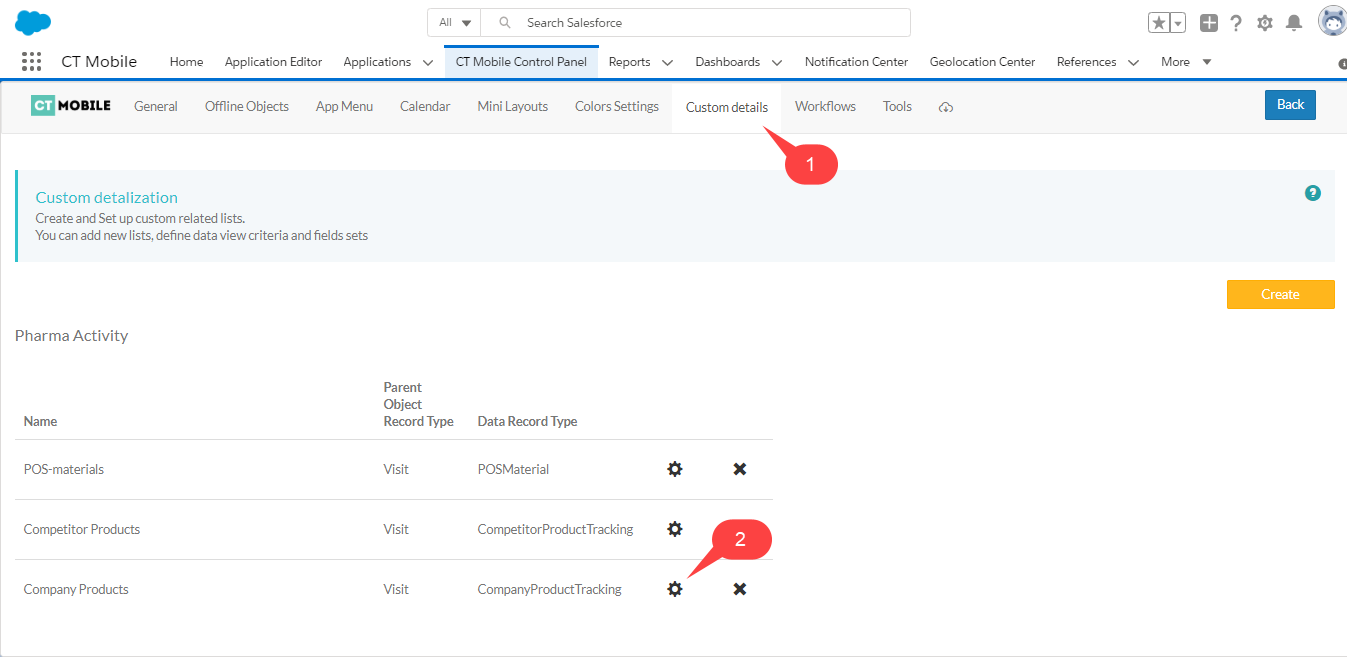 All
Search Salesforce
CT Mobile
Home
Application Editor
Applications
CT Mobile Control Panel
Reports
Dashboards
Notification Center
Geolocation Center
References
More
CT MOBILE
General
Offline Objects
App Menu
Calendar
Mini Layouts
Colors Settings
Custom details
Workflows
Tools
Back
1
Custom detalization
?
Create and Set up custom related lists.
You can add new lists, define data view criteria and fields sets
Create
Pharma Activity
Name
Parent
Object
Record Type
Data Record Type
POS-materials
Visit
POSMaterial
Competitor Products
Visit
CompetitorProductTracking
2
Company Products
Visit
CompanyProductTracking